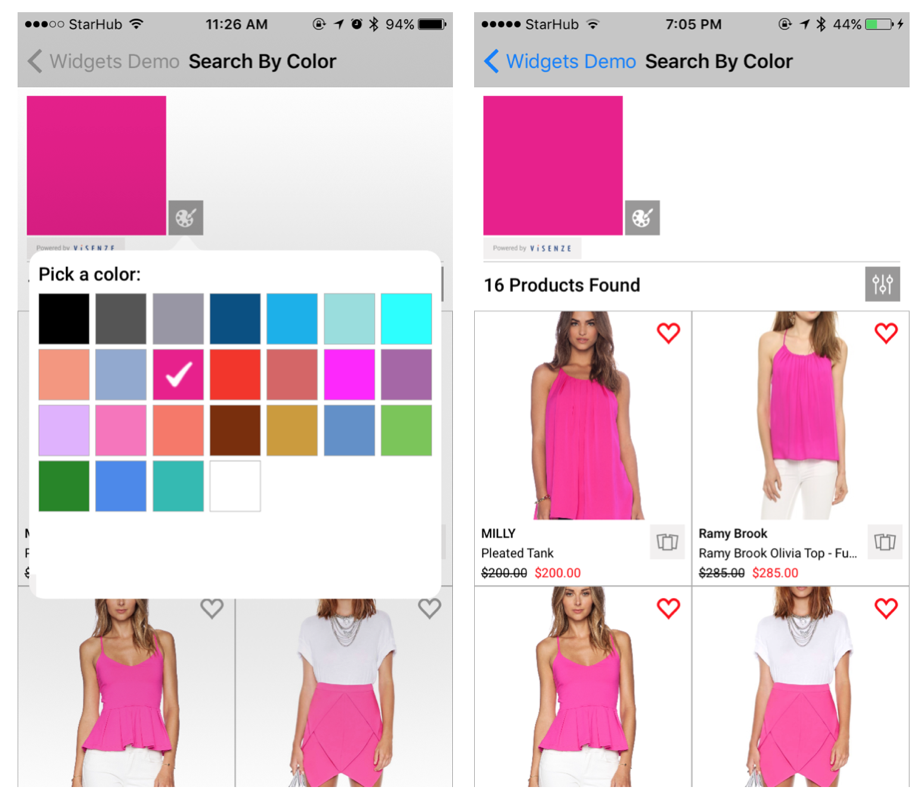 StarHub 11:26 AM 94%
Widgets Demo Search By Color
Powered by ViSENZE
Pick a color:
StarHub 7:05 PM 44%
Widgets Demo Search By Color
Powered by ViSENZE
16 Products Found
MILLY
Pleated Tank
$200.00 $200.00
Ramy Brook
Ramy Brook Olivia Top - Fu...
$285.00 $285.00